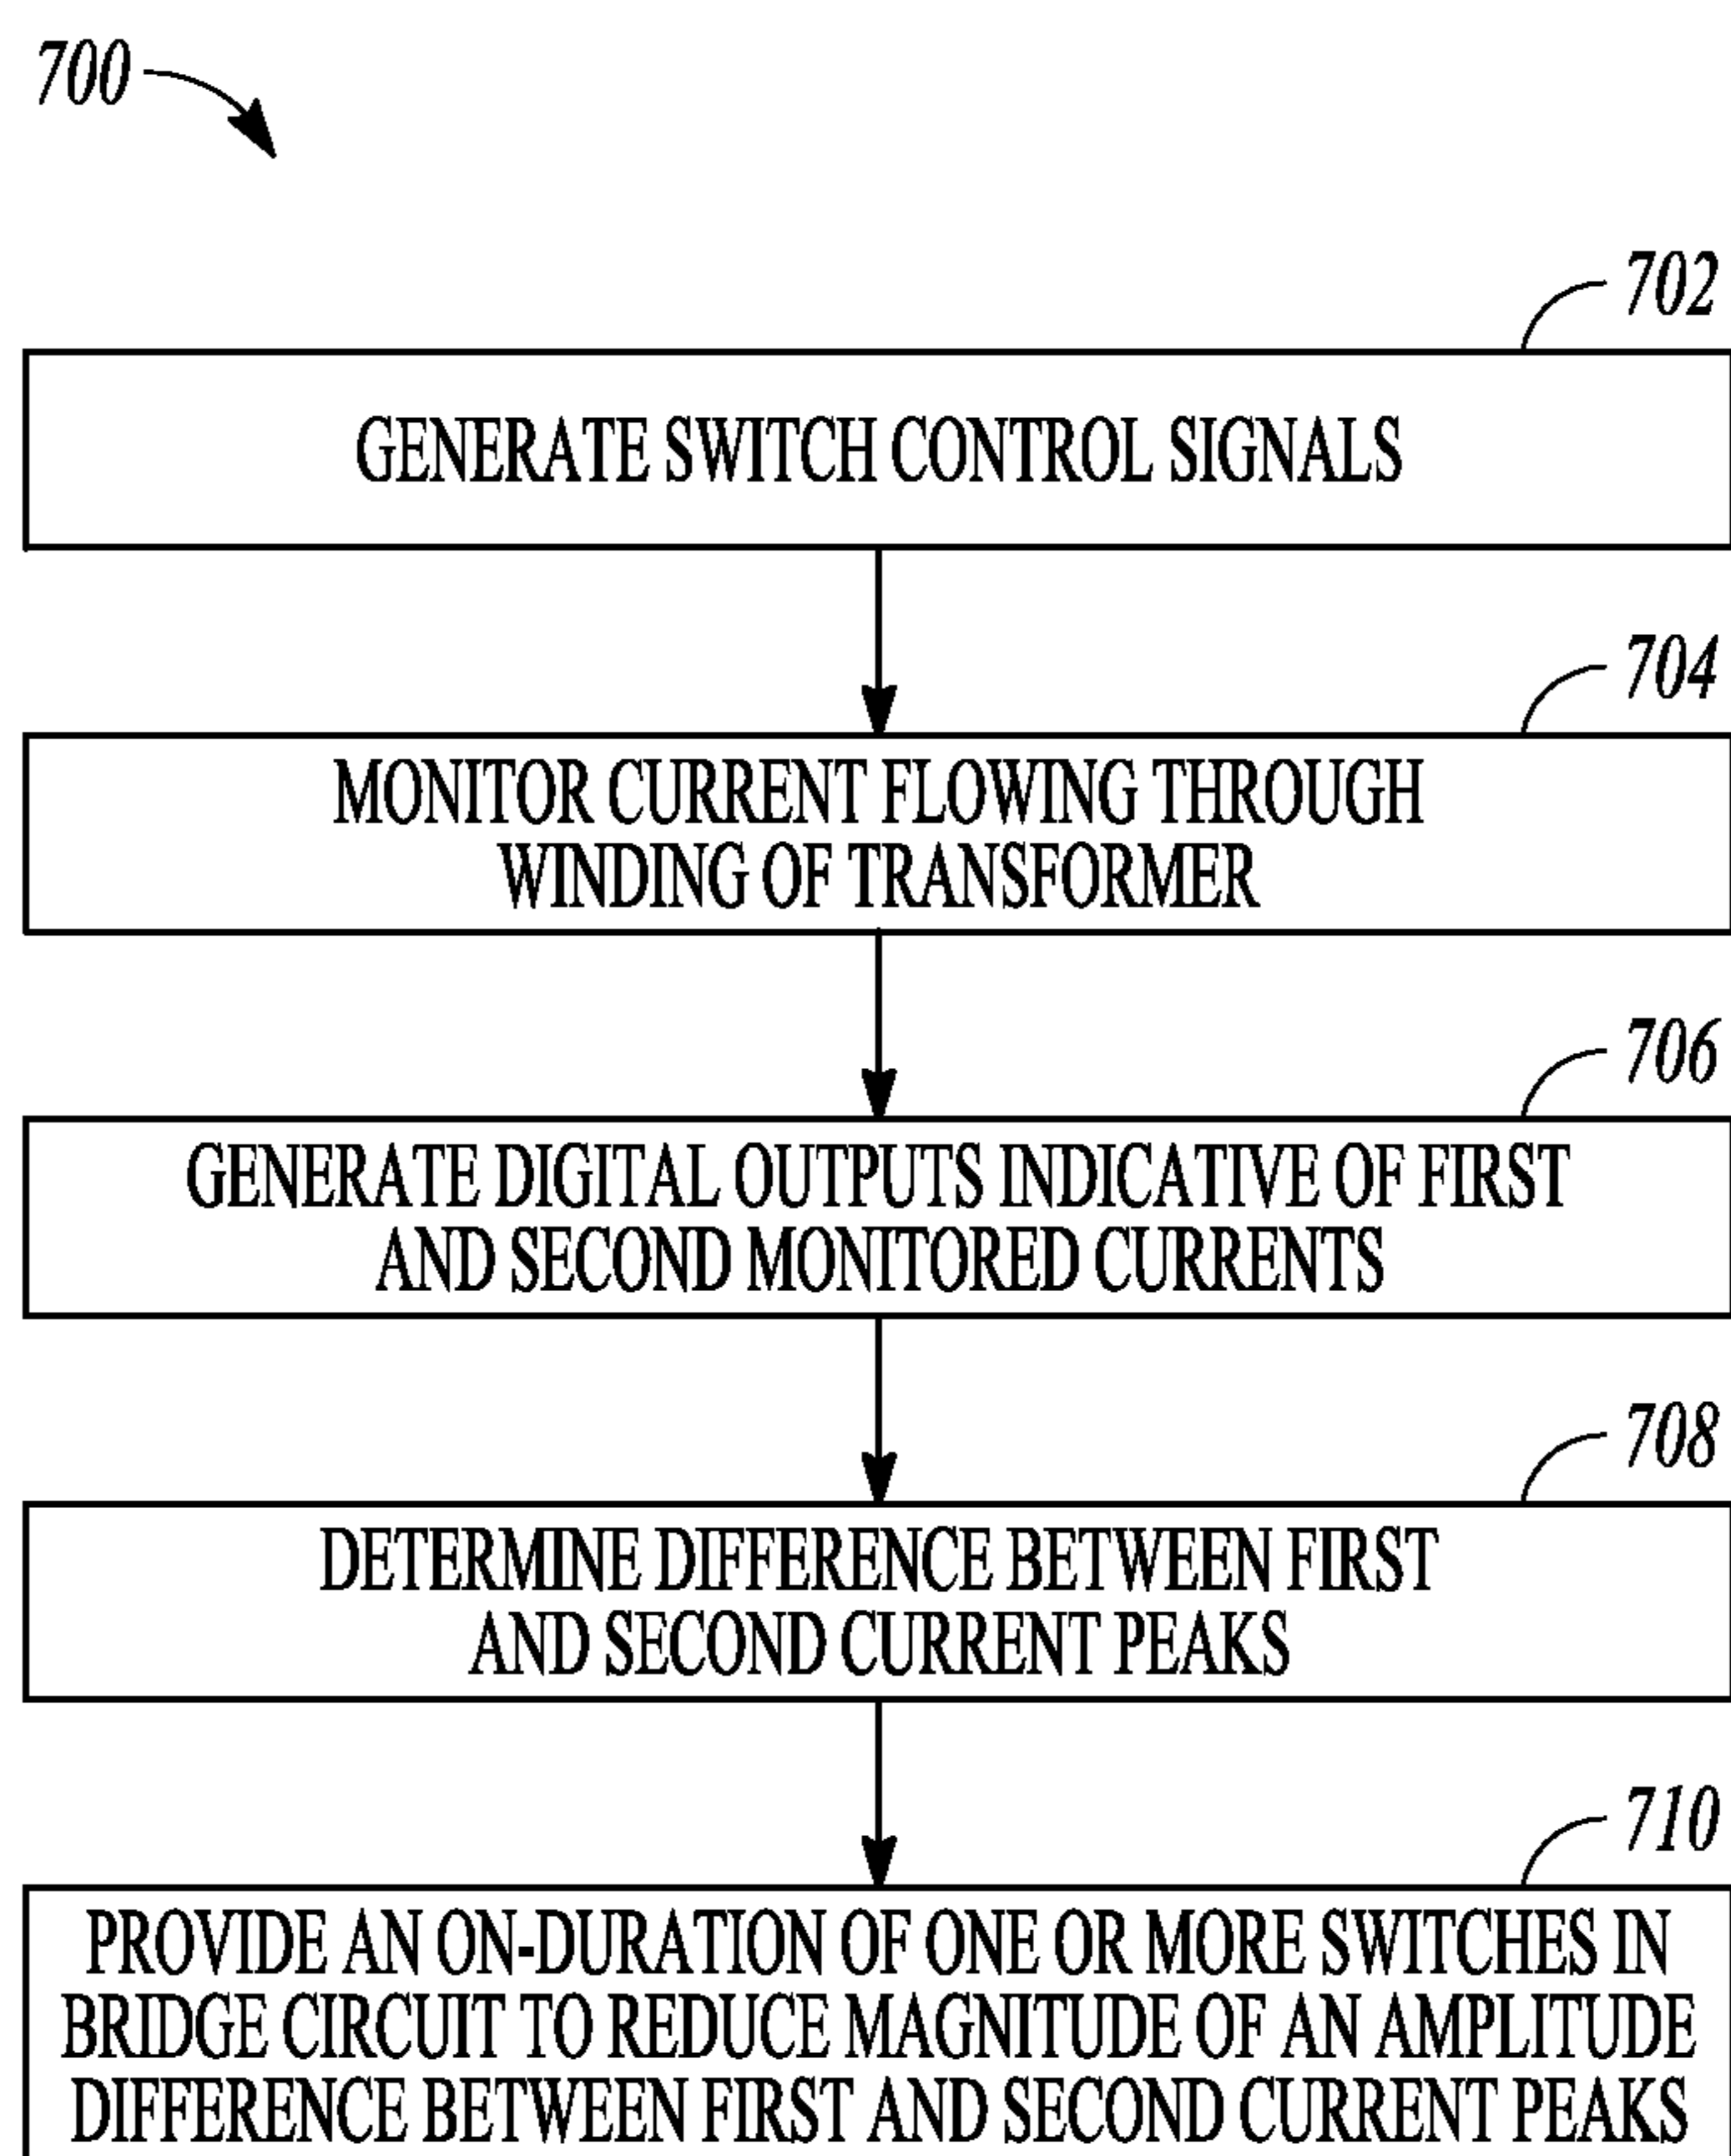 700
702
GENERATE SWITCH CONTROL SIGNALS
704
MONITOR CURRENT FLOWING THROUGH
WINDING OF TRANSFORMER
706
GENERATE DIGITAL OUTPUTS INDICATIVE OF FIRST
AND SECOND MONITORED CURRENTS
708
DETERMINE DIFFERENCE BETWEEN FIRST
AND SECOND CURRENT PEAKS
710
PROVIDE AN ON-DURATION OF ONE OR MORE SWITCHES IN
BRIDGE CIRCUIT TO REDUCE MAGNITUDE OF AN AMPLITUDE
DIFFERENCE BETWEEN FIRST AND SECOND CURRENT PEAKS